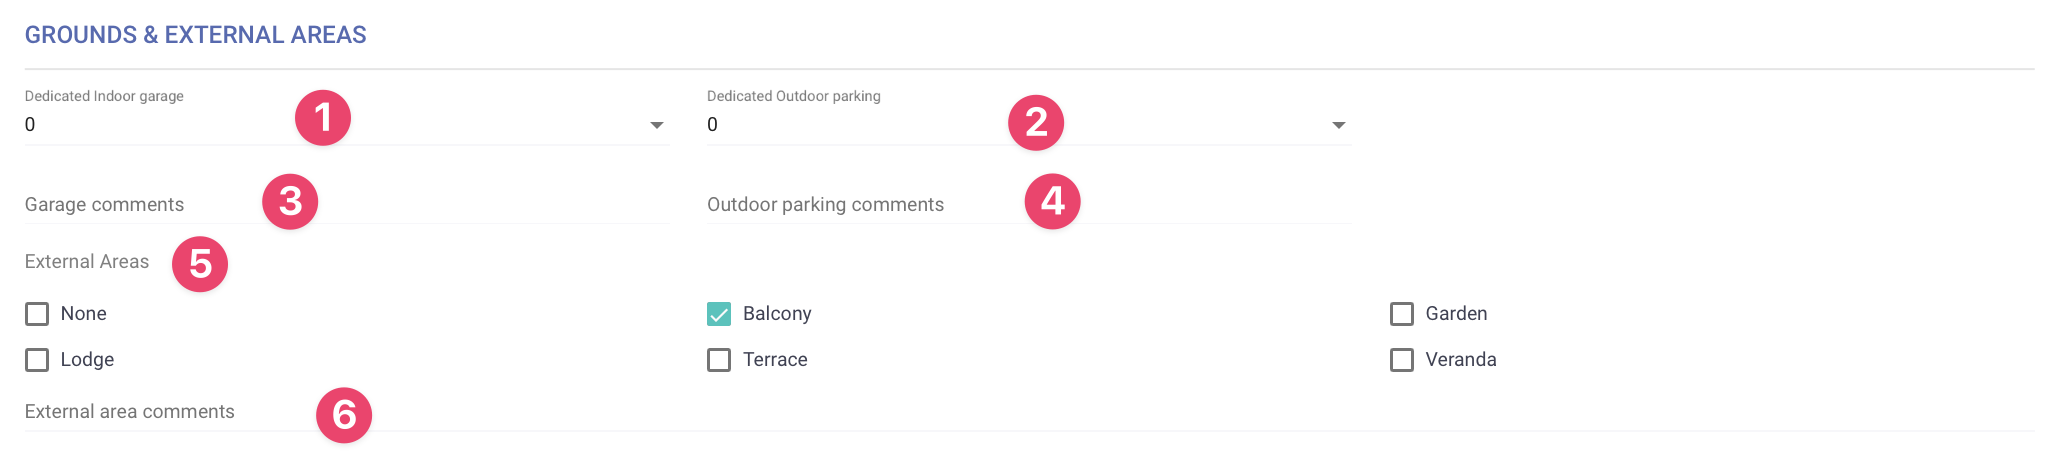 GROUNDS & EXTERNAL AREAS
Dedicated Indoor garage
0
1
Dedicated Outdoor parking
0
2
Garage comments
3
Outdoor parking comments
4
External Areas
5
None
Balcony
Garden
Lodge
Terrace
Veranda
External area comments
6